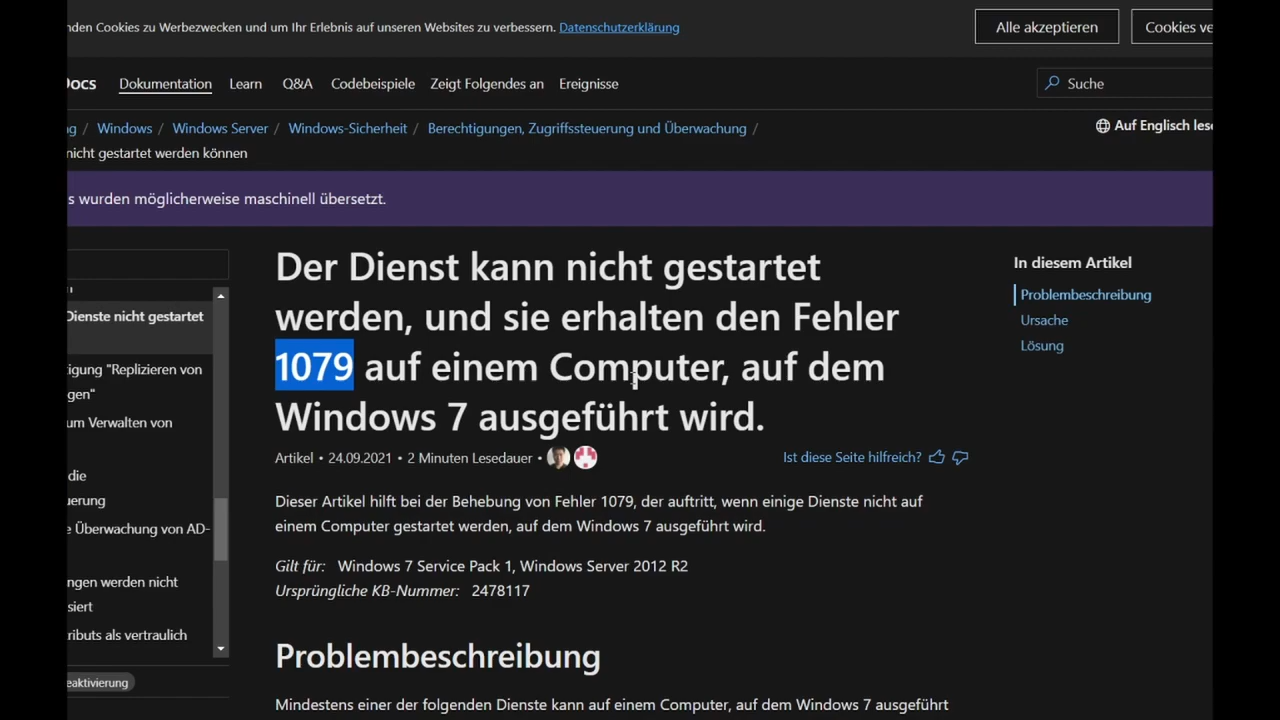 nden Cookies zu Werbezwecken und um Ihr Erlebnis auf unseren Websites zu verbessern. Datenschutzerklärung
Alle akzeptieren
Cookies ve
Docs
Dokumentation
Learn
Q&A
Codebeispiele
Zeigt Folgendes an
Ereignisse
Suche
g / Windows / Windows Server / Windows-Sicherheit / Berechtigungen, Zugriffssteuerung und Überwachung /
nicht gestartet werden können
Auf Englisch lese
s wurden möglicherweise maschinell übersetzt.
Dienste nicht gestartet
tigung "Replizieren von
gen"
um Verwalten von
die
uerung
e Überwachung von AD-
ngen werden nicht
siert
ributs als vertraulich
eaktivierung
Der Dienst kann nicht gestartet
werden, und sie erhalten den Fehler
1079 auf einem Computer, auf dem
Windows 7 ausgeführt wird.
Artikel • 24.09.2021 • 2 Minuten Lesedauer •
Ist diese Seite hilfreich?
Dieser Artikel hilft bei der Behebung von Fehler 1079, der auftritt, wenn einige Dienste nicht auf
einem Computer gestartet werden, auf dem Windows 7 ausgeführt wird.
Gilt für: Windows 7 Service Pack 1, Windows Server 2012 R2
Ursprüngliche KB-Nummer: 2478117
Problembeschreibung
Mindestens einer der folgenden Dienste kann auf einem Computer, auf dem Windows 7 ausgeführt
In diesem Artikel
Problembeschreibung
Ursache
Lösung